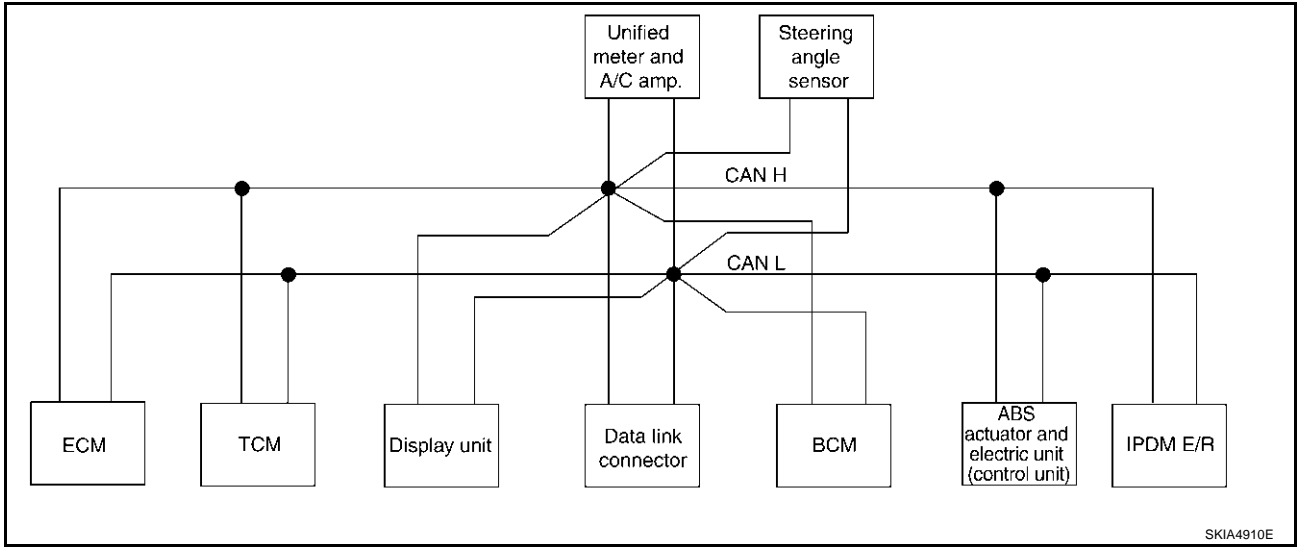 Unified
meter and
A/C amp.
Steering
angle
sensor
CAN H
CAN L
ECM
TCM
Display unit
Data link
connector
BCM
ABS
actuator and
electric unit
(control unit)
IPDM E/R
SKIA4910E